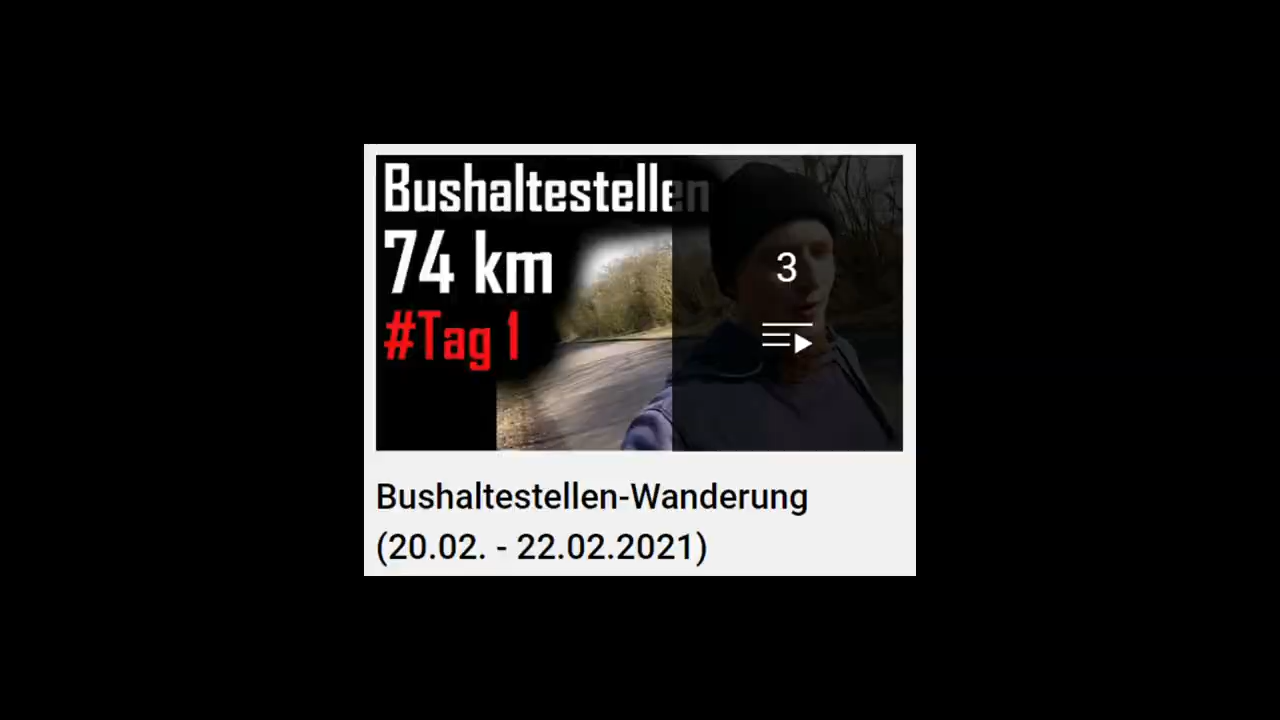 Bushaltestellen
74 km
#Tag 1
3
Bushaltestellen-Wanderung
(20.02. - 22.02.2021)